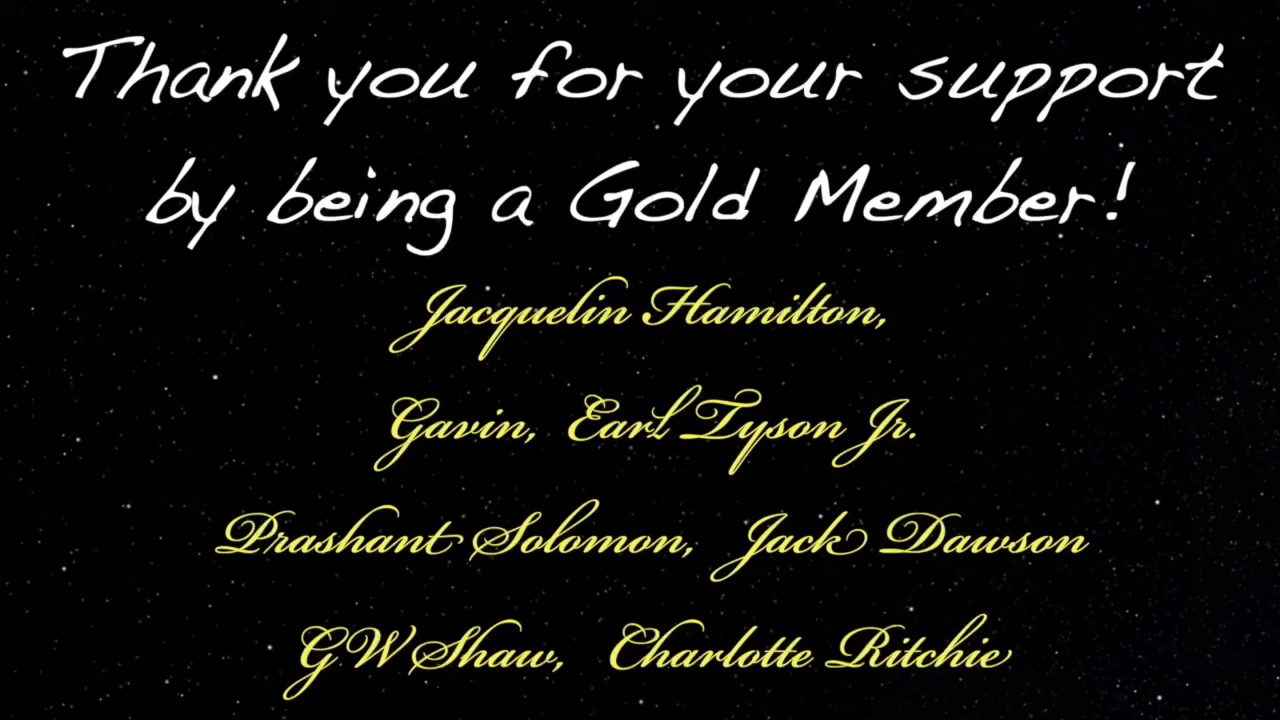 Thank you for your support
by being a Gold Member!
Jacquelin Hamilton,
Gavin, Earl Tyson Jr.
Prashant Solomon, Jack Dawson
GW Shaw, Charlotte Ritchie